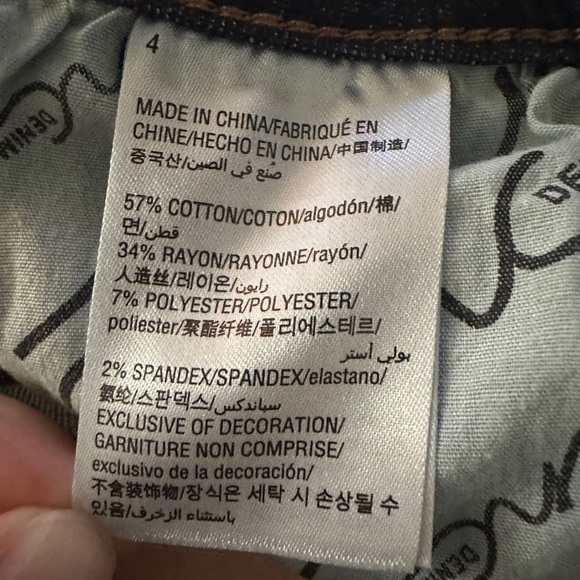 4
MADE IN CHINA/FABRIQUÉ EN
CHINE/HECHO EN CHINA/中国制造/
중국산/صُنع في الصين
57% COTTON/COTON/algodón/棉/
면/قطن/
34% RAYON/RAYONNE/rayón/
人造丝/레이온/رايون/
7% POLYESTER/POLYESTER/
poliester/聚酯纤维/폴리에스테르/
بولي أستر
2% SPANDEX/SPANDEX/elastano/
氨纶/스판덱스/سباندكس/
EXCLUSIVE OF DECORATION/
GARNITURE NON COMPRISE/
exclusivo de la decoración/
不含装饰物/장식은 세탁 시 손상될 수
있음/باستثناء الزخرف/
DENIM